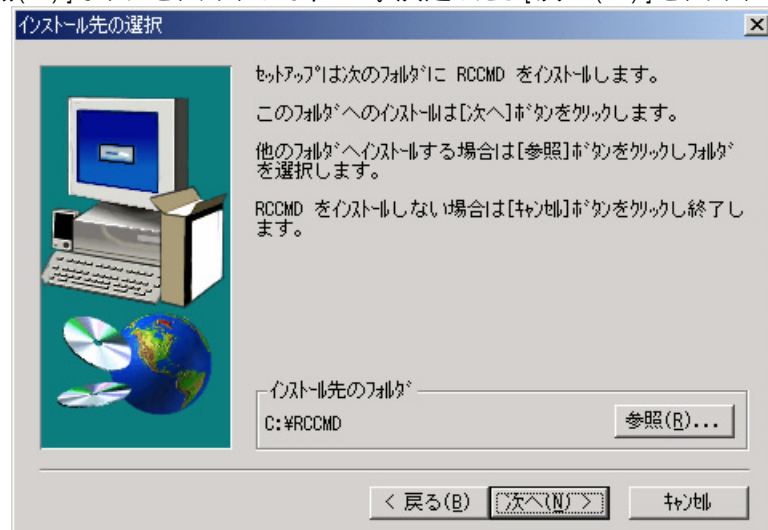 インストール先の選択
ｾｯﾄｱｯﾌﾟは次のﾌｫﾙﾀﾞに RCCMD をｲﾝｽﾄｰﾙします。
このﾌｫﾙﾀﾞへのｲﾝｽﾄｰﾙは[次へ]ﾎﾞﾀﾝをｸﾘｯｸします。
他のﾌｫﾙﾀﾞへｲﾝｽﾄｰﾙする場合は[参照]ﾎﾞﾀﾝをｸﾘｯｸしﾌｫﾙﾀﾞ
を選択します。
RCCMD をｲﾝｽﾄｰﾙしない場合は[ｷｬﾝｾﾙ]ﾎﾞﾀﾝをｸﾘｯｸし終了し
ます。
ｲﾝｽﾄｰﾙ先のﾌｫﾙﾀﾞ
C:¥RCCMD
参照(R)...
< 戻る(B)
次へ(N) >
ｷｬﾝｾﾙ